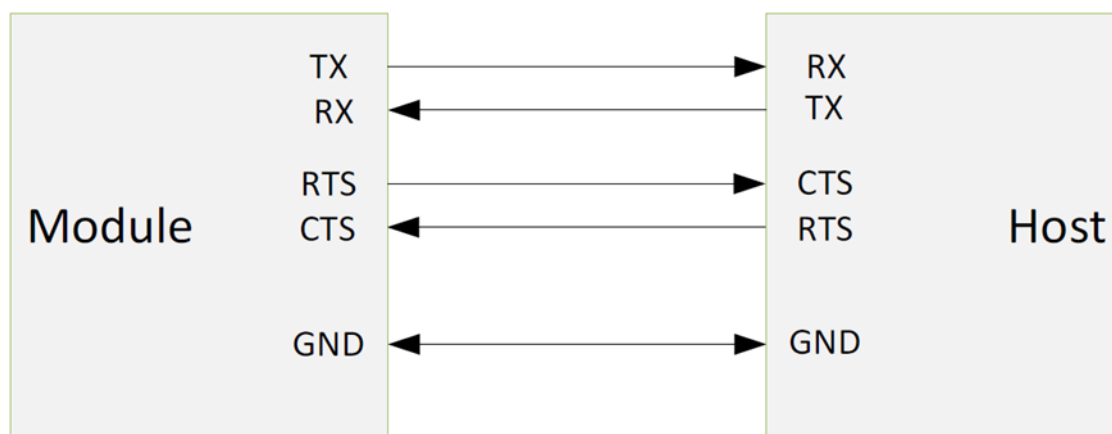 TX RX
RX TX
RTS CTS
Module CTS RTS Host
GND GND